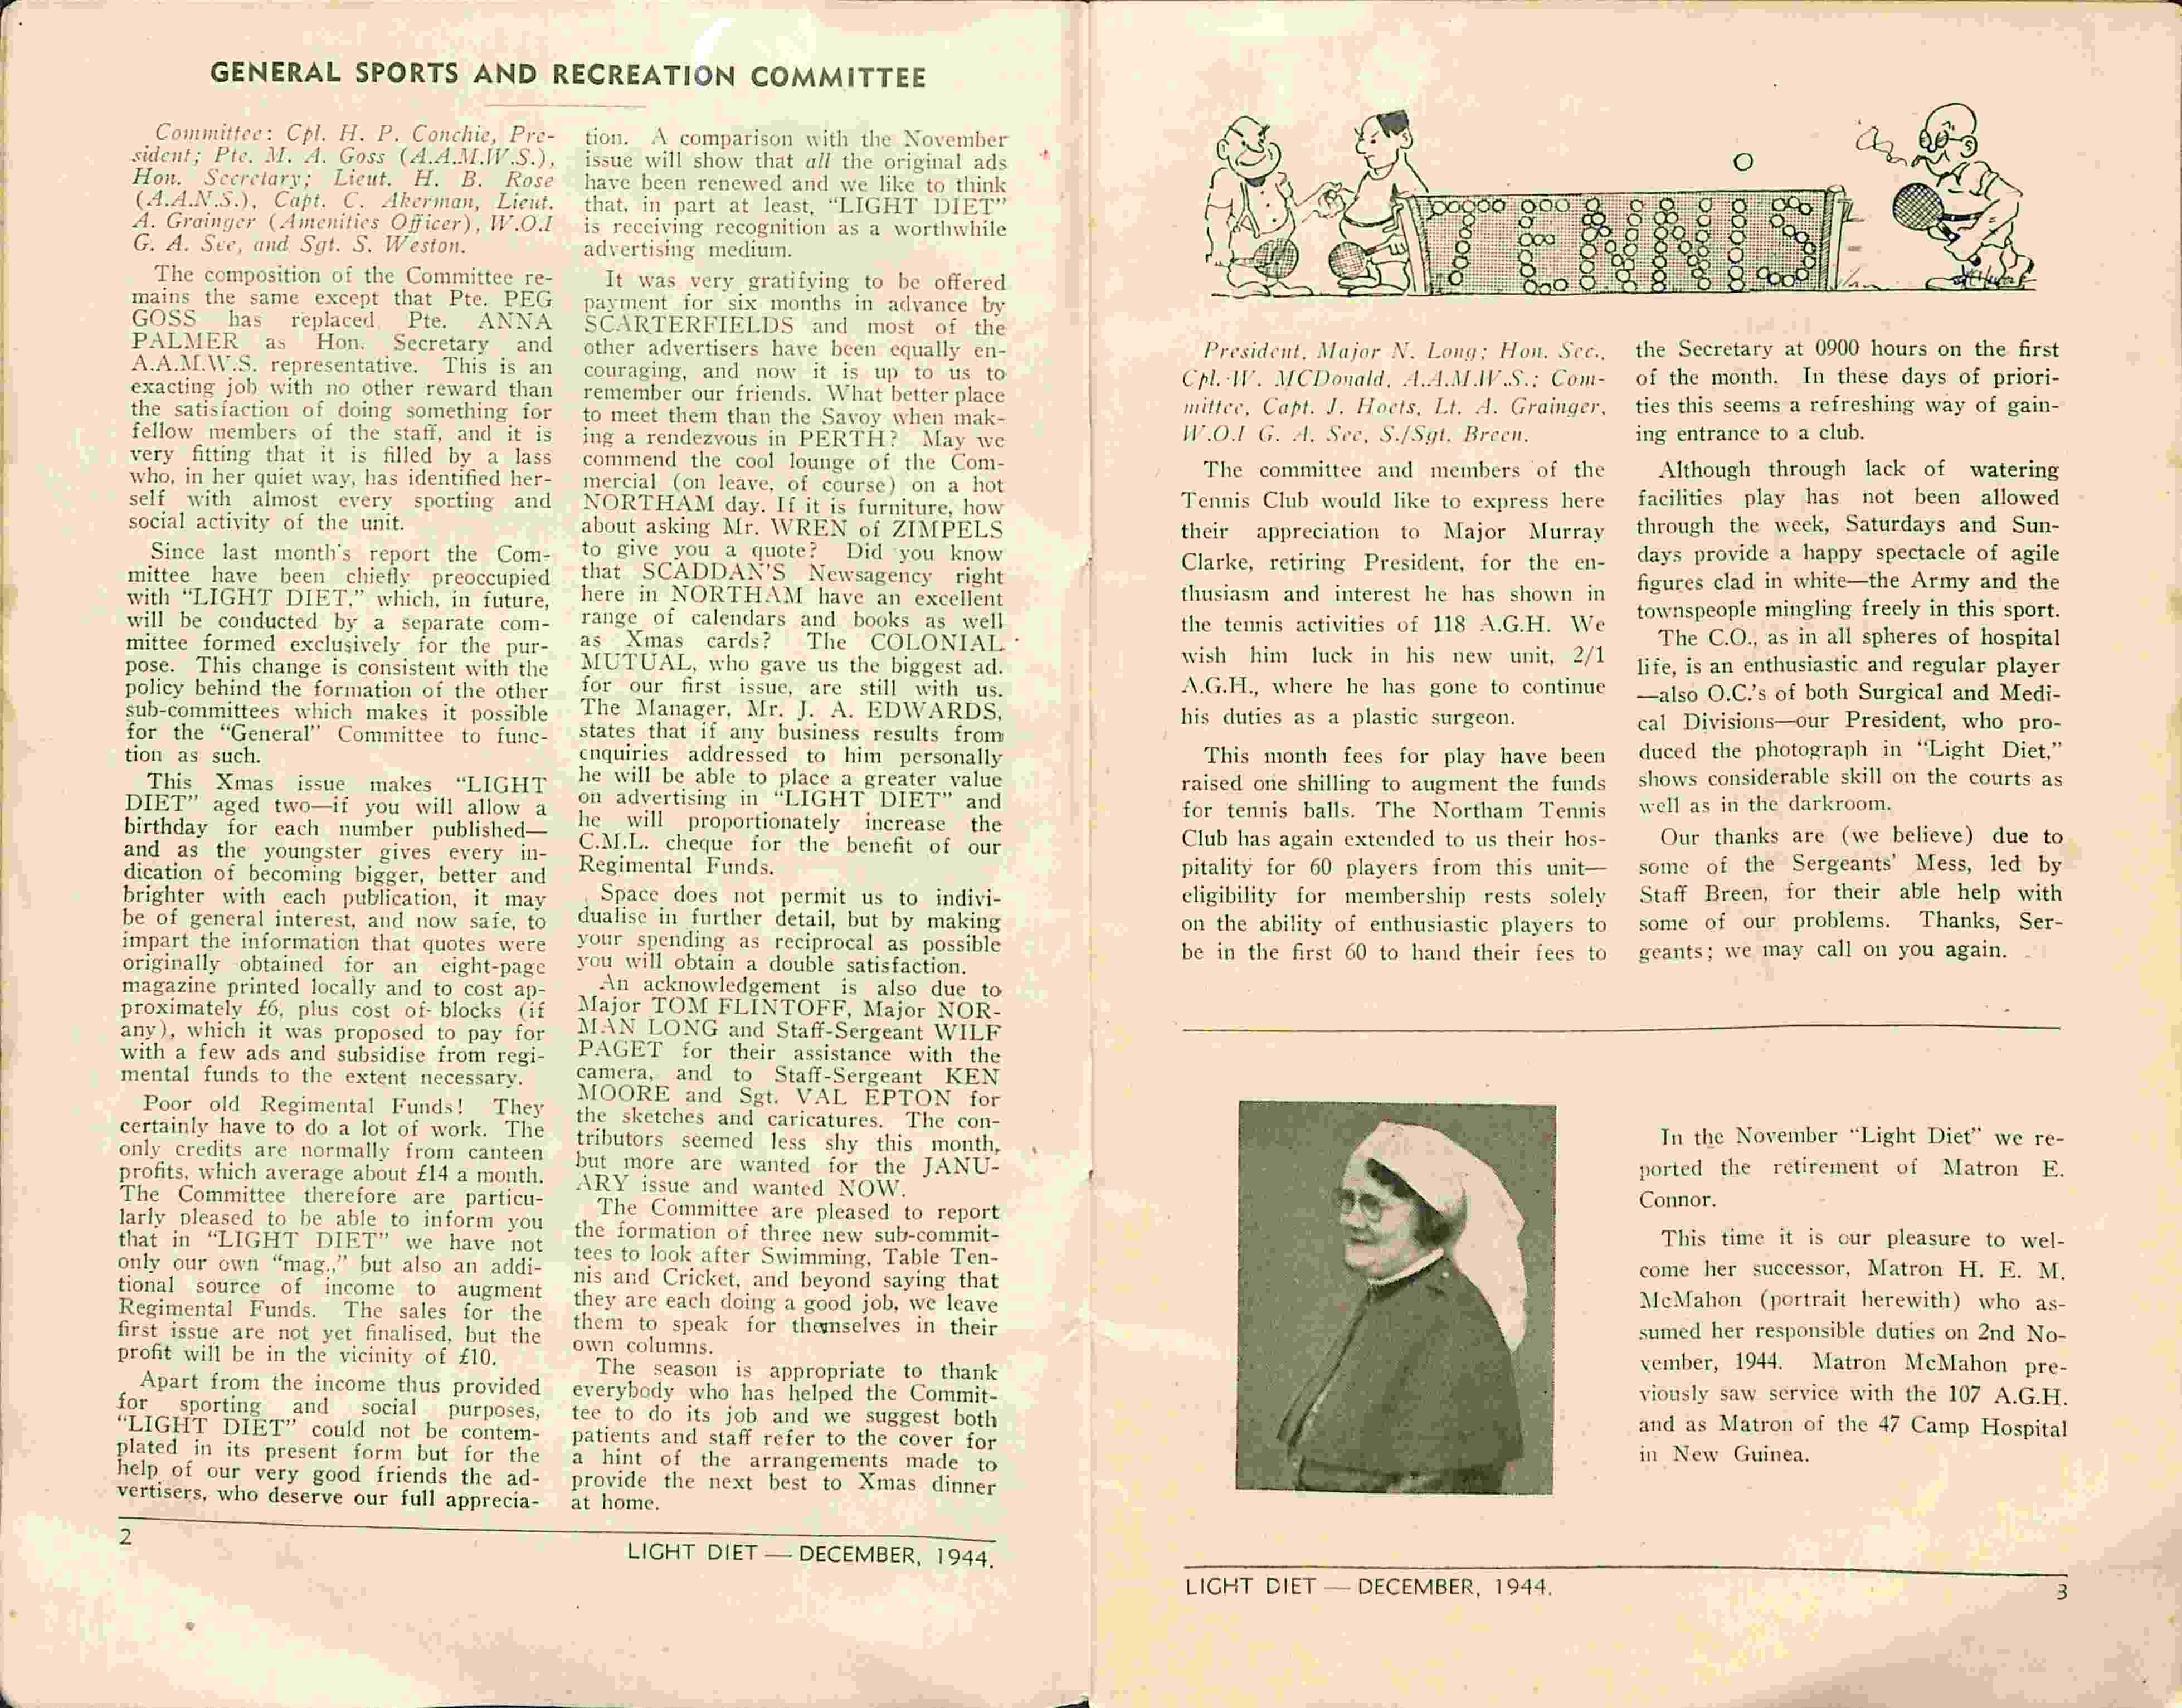 GENERAL SPORTS AND RECREATION COMMITTEE
Committee: Cpl. H. P. Conchie, Pre-
sident; Pte. M. A. Goss (A.A.M.W.S.),
Hon. Secretary; Lieut. H. B. Rose
(A.A.N.S.), Capt. C. Akerman, Lieut.
A. Grainger (Amenities Officer), W.O.I
G. A. See, and Sgt. S. Weston.
The composition of the Committee re-
mains the same except that Pte. PEG
GOSS has replaced Pte. ANNA
PALMER as Hon. Secretary and
A.A.M.W.S. representative. This is an
exacting job with no other reward than
the satisfaction of doing something for
fellow members of the staff, and it is
very fitting that it is filled by a lass
who, in her quiet way, has identified her-
self with almost every sporting and
social activity of the unit.
Since last month's report the Com-
mittee have been chiefly preoccupied
with “LIGHT DIET,” which, in future,
will be conducted by a separate com-
mittee formed exclusively for the pur-
pose. This change is consistent with the
policy behind the formation of the other
sub-committees which makes it possible
for the “General” Committee to func-
tion as such.
This Xmas issue makes “LIGHT
DIET” aged two—if you will allow a
birthday for each number published—
and as the youngster gives every in-
dication of becoming bigger, better and
brighter with each publication, it may
be of general interest, and now safe, to
impart the information that quotes were
originally obtained for an eight-page
magazine printed locally and to cost ap-
proximately £6, plus cost of blocks (if
any), which it was proposed to pay for
with a few ads and subsidise from regi-
mental funds to the extent necessary.
Poor old Regimental Funds! They
certainly have to do a lot of work. The
only credits are normally from canteen
profits, which average about £14 a month.
The Committee therefore are particu-
larly pleased to be able to inform you
that in “LIGHT DIET” we have not
only our own “mag.,” but also an addi-
tional source of income to augment
Regimental Funds. The sales for the
first issue are not yet finalised, but the
profit will be in the vicinity of £10.
Apart from the income thus provided
for sporting and social purposes,
“LIGHT DIET” could not be contem-
plated in its present form but for the
help of our very good friends the ad-
vertisers, who deserve our full apprecia-
tion. A comparison with the November
issue will show that all the original ads
have been renewed and we like to think
that, in part at least, “LIGHT DIET”
is receiving recognition as a worthwhile
advertising medium.
It was very gratifying to be offered
payment for six months in advance by
SCARTERFIELDS and most of the
other advertisers have been equally en-
couraging, and now it is up to us to
remember our friends. What better place
to meet them than the Savoy when mak-
ing a rendezvous in PERTH? May we
commend the cool lounge of the Com-
mercial (on leave, of course) on a hot
NORTHAM day. If it is furniture, how
about asking Mr. WREN of ZIMPELS
to give you a quote? Did you know
that SCADDAN'S Newsagency right
here in NORTHAM have an excellent
range of calendars and books as well
as Xmas cards? The COLONIAL
MUTUAL, who gave us the biggest ad.
for our first issue, are still with us.
The Manager, Mr. J. A. EDWARDS,
states that if any business results from
enquiries addressed to him personally
he will be able to place a greater value
on advertising in “LIGHT DIET” and
he will proportionately increase the
C.M.L. cheque for the benefit of our
Regimental Funds.
Space does not permit us to indivi-
dualise in further detail, but by making
your spending as reciprocal as possible
you will obtain a double satisfaction.
An acknowledgement is also due to
Major TOM FLINTOFF, Major NOR-
MAN LONG and Staff-Sergeant WILF
PAGET for their assistance with the
camera, and to Staff-Sergeant KEN
MOORE and Sgt. VAL EPTON for
the sketches and caricatures. The con-
tributors seemed less shy this month,
but more are wanted for the JANU-
ARY issue and wanted NOW.
The Committee are pleased to report
the formation of three new sub-commit-
tees to look after Swimming, Table Ten-
nis and Cricket, and beyond saying that
they are each doing a good job, we leave
them to speak for themselves in their
own columns.
The season is appropriate to thank
everybody who has helped the Commit-
tee to do its job and we suggest both
patients and staff refer to the cover for
a hint of the arrangements made to
provide the next best to Xmas dinner
at home.
2
LIGHT DIET — DECEMBER, 1944.
TENNIS
President, Major N. Long; Hon. Sec.,
Cpl. W. MCDonald, A.A.M.W.S.; Com-
mittee, Capt. J. Hoets, Lt. A. Grainger,
W.O.I G. A. See, S./Sgt. Breen.
The committee and members of the
Tennis Club would like to express here
their appreciation to Major Murray
Clarke, retiring President, for the en-
thusiasm and interest he has shown in
the tennis activities of 118 A.G.H. We
wish him luck in his new unit, 2/1
A.G.H., where he has gone to continue
his duties as a plastic surgeon.
This month fees for play have been
raised one shilling to augment the funds
for tennis balls. The Northam Tennis
Club has again extended to us their hos-
pitality for 60 players from this unit—
eligibility for membership rests solely
on the ability of enthusiastic players to
be in the first 60 to hand their fees to
the Secretary at 0900 hours on the first
of the month. In these days of priori-
ties this seems a refreshing way of gain-
ing entrance to a club.
Although through lack of watering
facilities play has not been allowed
through the week, Saturdays and Sun-
days provide a happy spectacle of agile
figures clad in white—the Army and the
townspeople mingling freely in this sport.
The C.O., as in all spheres of hospital
life, is an enthusiastic and regular player
—also O.C.'s of both Surgical and Medi-
cal Divisions—our President, who pro-
duced the photograph in “Light Diet,”
shows considerable skill on the courts as
well as in the darkroom.
Our thanks are (we believe) due to
some of the Sergeants' Mess, led by
Staff Breen, for their able help with
some of our problems. Thanks, Ser-
geants; we may call on you again.
In the November “Light Diet” we re-
ported the retirement of Matron E.
Connor.
This time it is our pleasure to wel-
come her successor, Matron H. E. M.
McMahon (portrait herewith) who as-
sumed her responsible duties on 2nd No-
vember, 1944. Matron McMahon pre-
viously saw service with the 107 A.G.H.
and as Matron of the 47 Camp Hospital
in New Guinea.
LIGHT DIET — DECEMBER, 1944.
3